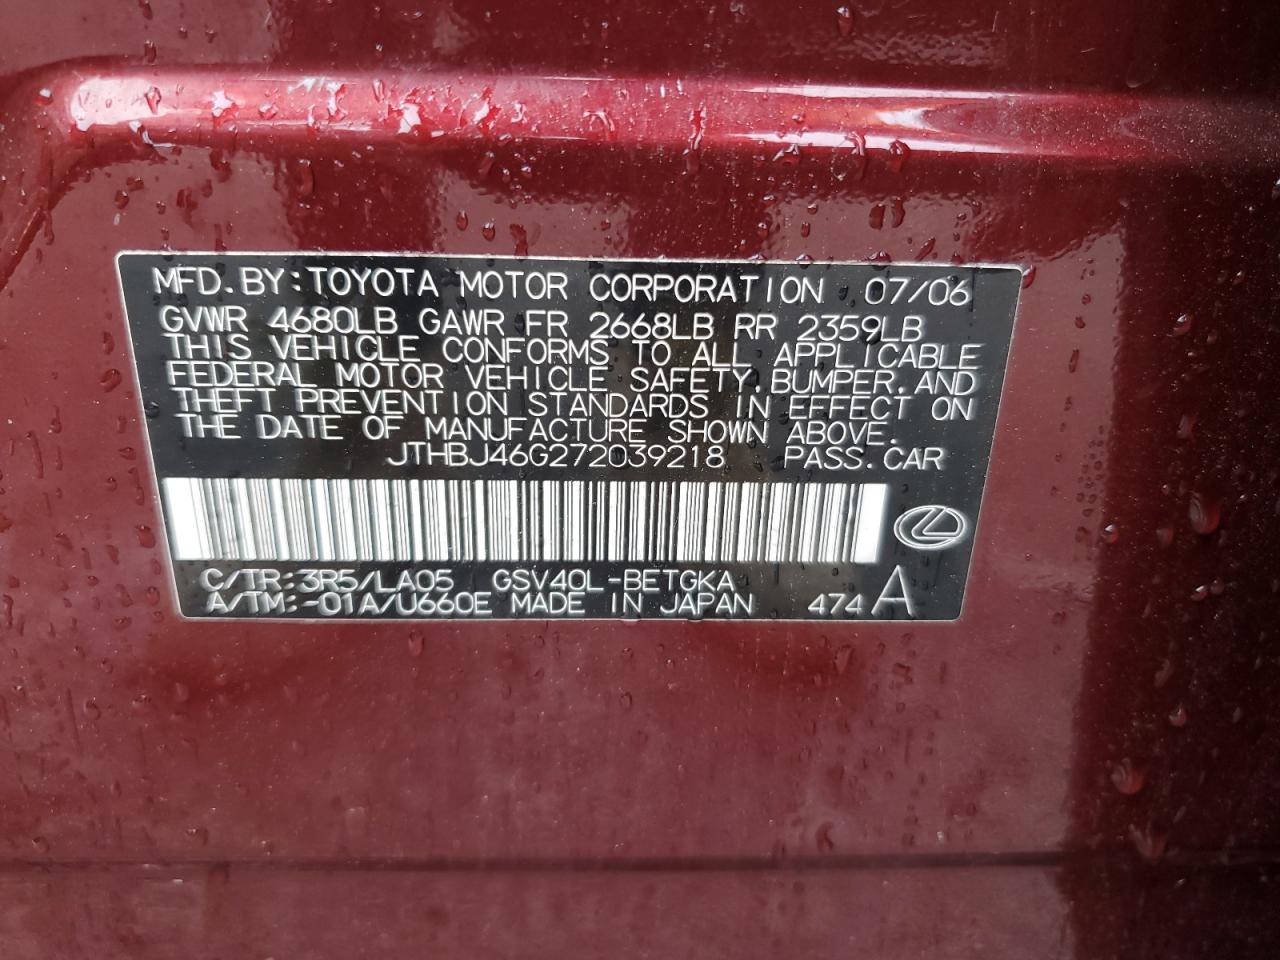 MFD. BY: TOYOTA MOTOR CORPORATION 07/06
GVWR 4680LB GAWR FR 2668LB RR 2359LB
THIS VEHICLE CONFORMS TO ALL APPLICABLE
FEDERAL MOTOR VEHICLE SAFETY, BUMPER, AND
THEFT PREVENTION STANDARDS IN EFFECT ON
THE DATE OF MANUFACTURE SHOWN ABOVE.
JTHBJ46G272039218 PASS. CAR
C/TR: 3R5/LA05 GSV40L-BETGKA
A/TM: -01A/U660E MADE IN JAPAN 474 A